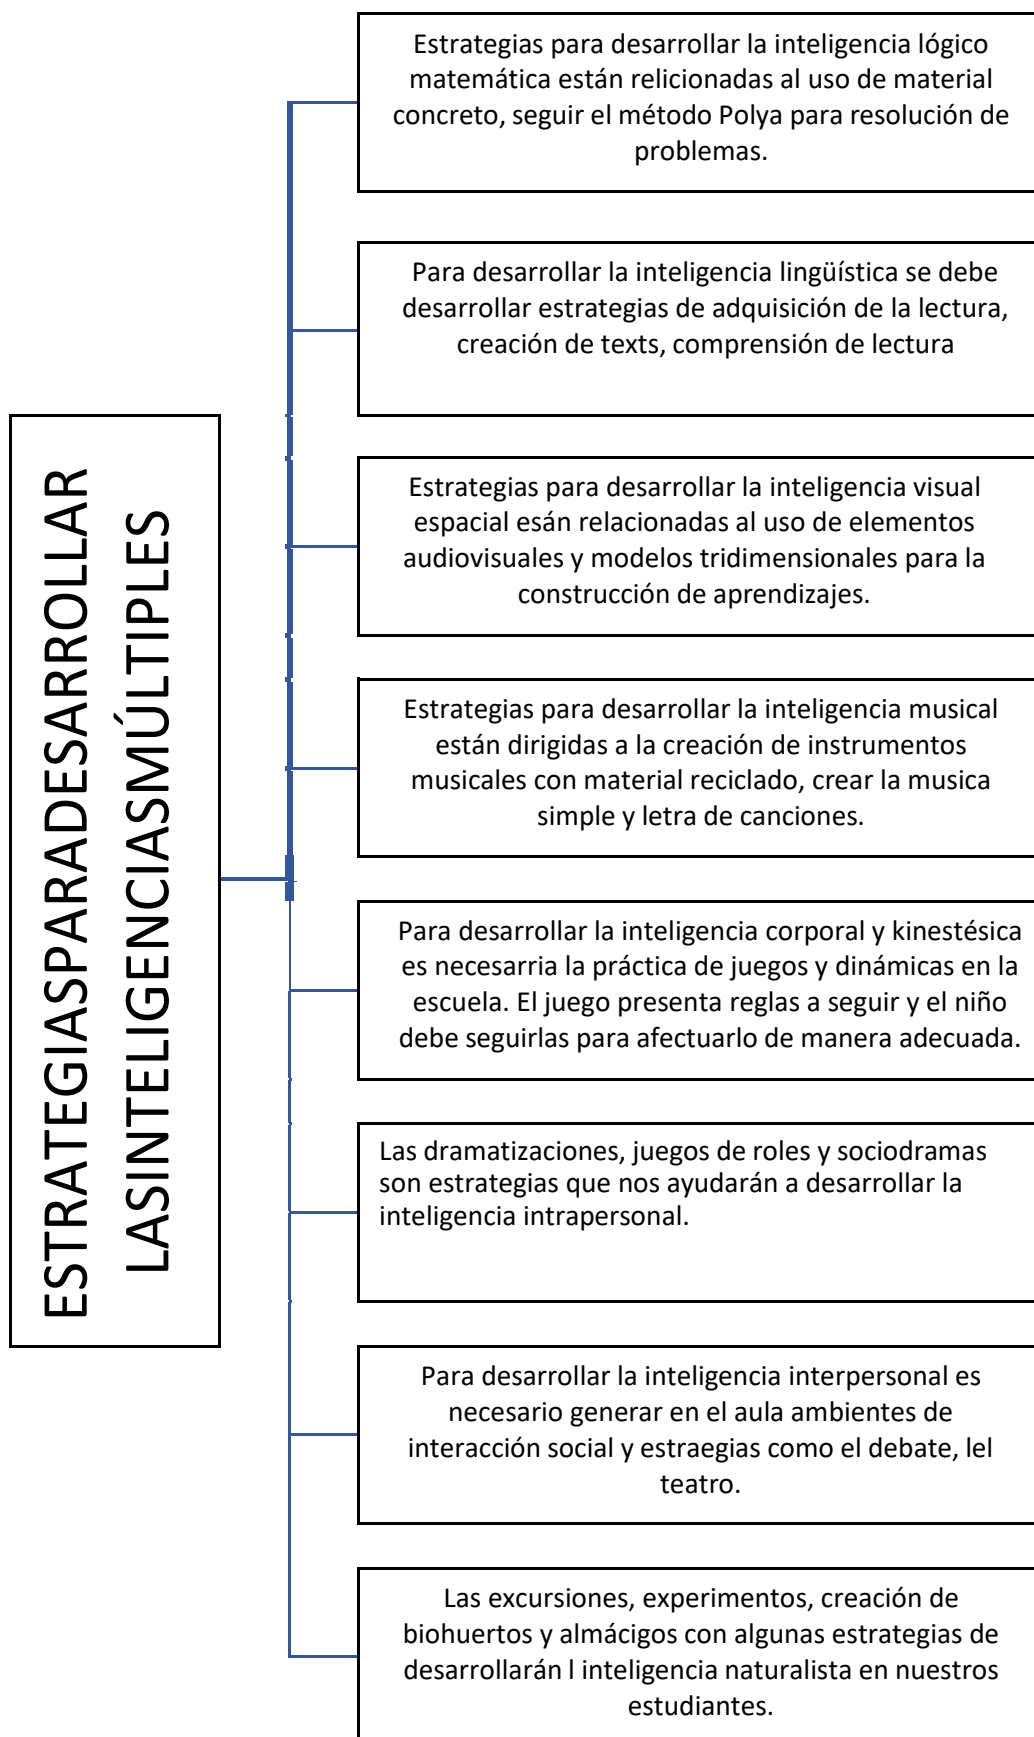 ESTRATEGIASPARADESARROLLAR
LASINTELIGENCIASMÚLTIPLES
Estrategias para desarrollar la inteligencia lógico
matemática están relicionadas al uso de material
concreto, seguir el método Polya para resolución de
problemas.
Para desarrollar la inteligencia lingüística se debe
desarrollar estrategias de adquisición de la lectura,
creación de texts, comprensión de lectura
Estrategias para desarrollar la inteligencia visual
espacial esán relacionadas al uso de elementos
audiovisuales y modelos tridimensionales para la
construcción de aprendizajes.
Estrategias para desarrollar la inteligencia musical
están dirigidas a la creación de instrumentos
musicales con material reciclado, crear la musica
simple y letra de canciones.
Para desarrollar la inteligencia corporal y kinestésica
es necesarria la práctica de juegos y dinámicas en la
escuela. El juego presenta reglas a seguir y el niño
debe seguirlas para afectuarlo de manera adecuada.
Las dramatizaciones, juegos de roles y sociodramas
son estrategias que nos ayudarán a desarrollar la
inteligencia intrapersonal.
Para desarrollar la inteligencia interpersonal es
necesario generar en el aula ambientes de
interacción social y estraegias como el debate, lel
teatro.
Las excursiones, experimentos, creación de
biohuertos y almácigos con algunas estrategias de
desarrollarán l inteligencia naturalista en nuestros
estudiantes.